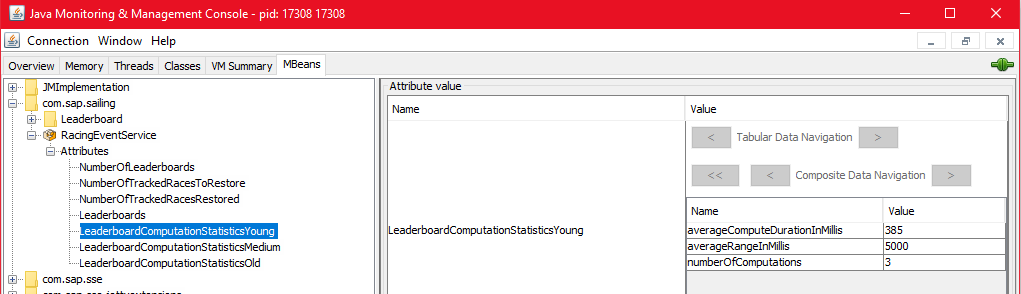 Java Monitoring & Management Console - pid: 17308 17308
Connection Window Help
Overview Memory Threads Classes VM Summary MBeans
JMImplementation
com.sap.sailing
Leaderboard
RacingEventService
Attributes
NumberOfLeaderboards
NumberOfTrackedRacesToRestore
NumberOfTrackedRacesRestored
Leaderboards
LeaderboardComputationStatisticsYoung
LeaderboardComputationStatisticsMedium
LeaderboardComputationStatisticsOld
com.sap.sse
Attribute value
Name Value
LeaderboardComputationStatisticsYoung
< Tabular Data Navigation >
<< < Composite Data Navigation >
Name Value
averageComputeDurationInMillis 385
averageRangeInMillis 5000
numberOfComputations 3